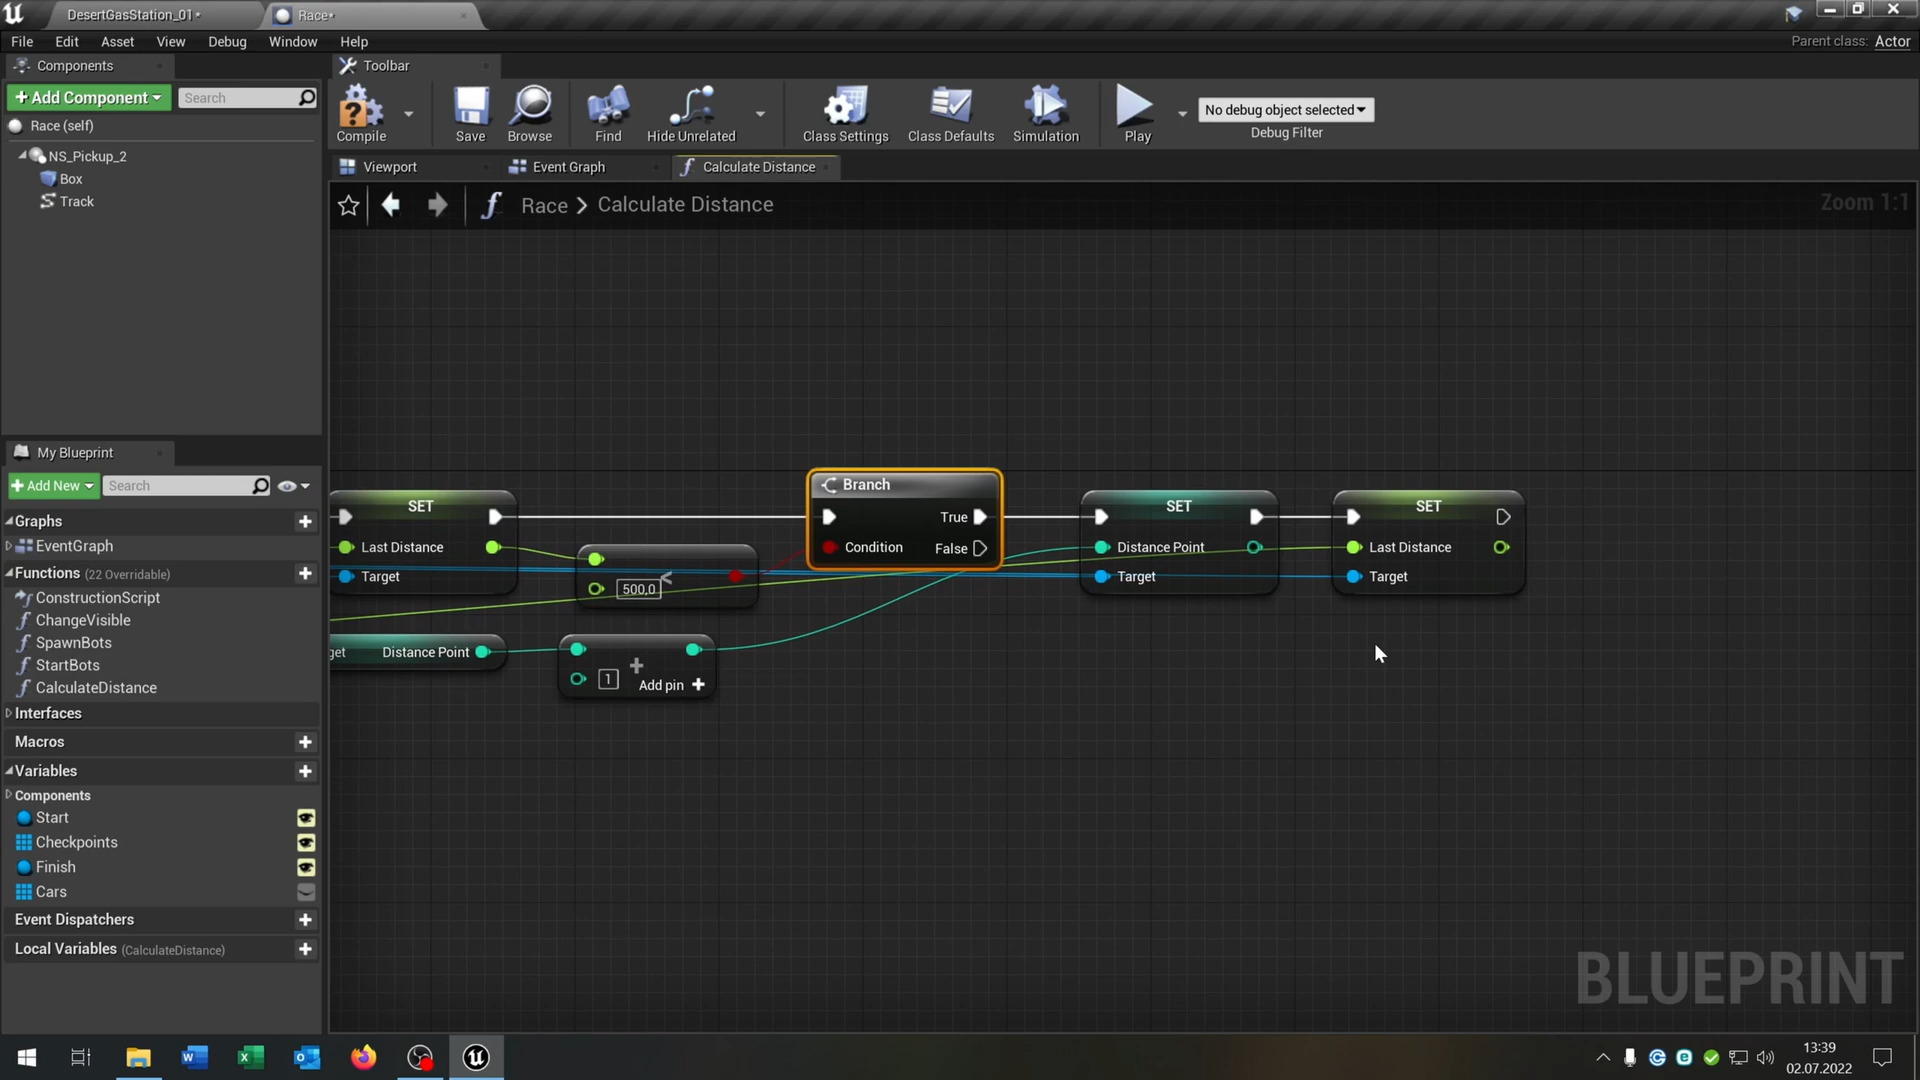 DesertGasStation_01*
Race*
File Edit Asset View Debug Window Help
Parent class: Actor
Components
Toolbar
Add Component
Search
Compile
Save
Browse
Find
Hide Unrelated
Class Settings
Class Defaults
Simulation
Play
No debug object selected
Debug Filter
Race (self)
NS_Pickup_2
Box
Track
Viewport
Event Graph
Calculate Distance
Race > Calculate Distance
Zoom 1:1
My Blueprint
Add New
Search
Graphs
EventGraph
Functions (22 Overridable)
ConstructionScript
ChangeVisible
SpawnBots
StartBots
CalculateDistance
Interfaces
Macros
Variables
Components
Start
Checkpoints
Finish
Cars
Event Dispatchers
Local Variables (CalculateDistance)
SET
Last Distance
Target
<
500,0
get Distance Point
+
1
Add pin +
Branch
True
Condition
False
SET
Distance Point
Target
SET
Last Distance
Target
BLUEPRINT
13:39
02.07.2022